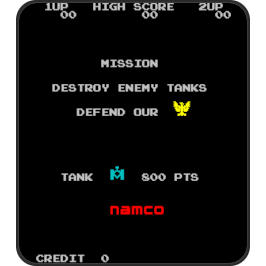 1UP HIGH SCORE 2UP
00 00 00
MISSION
DESTROY ENEMY TANKS
DEFEND OUR
TANK 800 PTS
namco
CREDIT 0